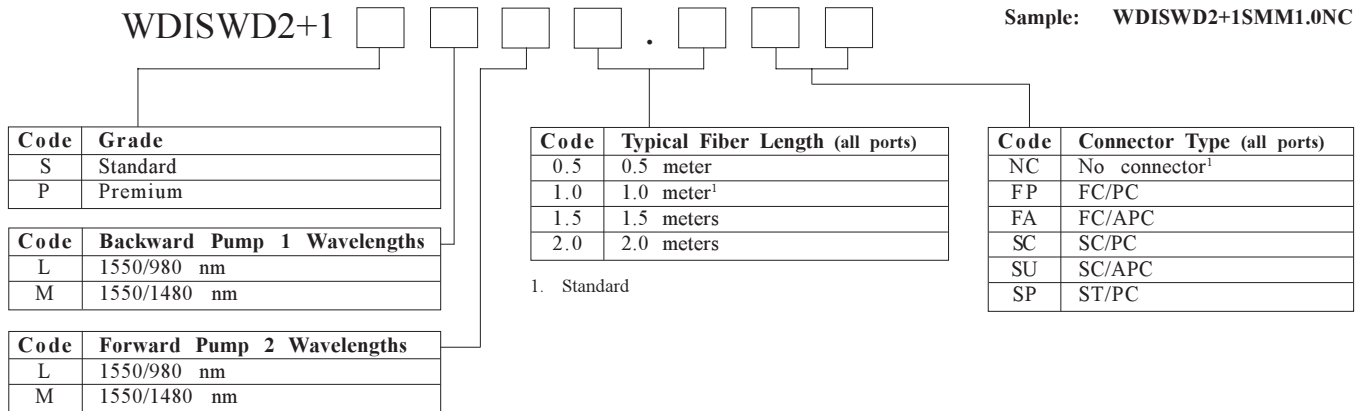 WDISWD2+1 .
Sample: WDISWD2+1SMM1.0NC
Code Grade
S Standard
P Premium
Code Backward Pump 1 Wavelengths
L 1550/980 nm
M 1550/1480 nm
Code Forward Pump 2 Wavelengths
L 1550/980 nm
M 1550/1480 nm
Code Typical Fiber Length (all ports)
0.5 0.5 meter
1.0 1.0 meter1
1.5 1.5 meters
2.0 2.0 meters
1. Standard
Code Connector Type (all ports)
NC No connector1
FP FC/PC
FA FC/APC
SC SC/PC
SU SC/APC
SP ST/PC